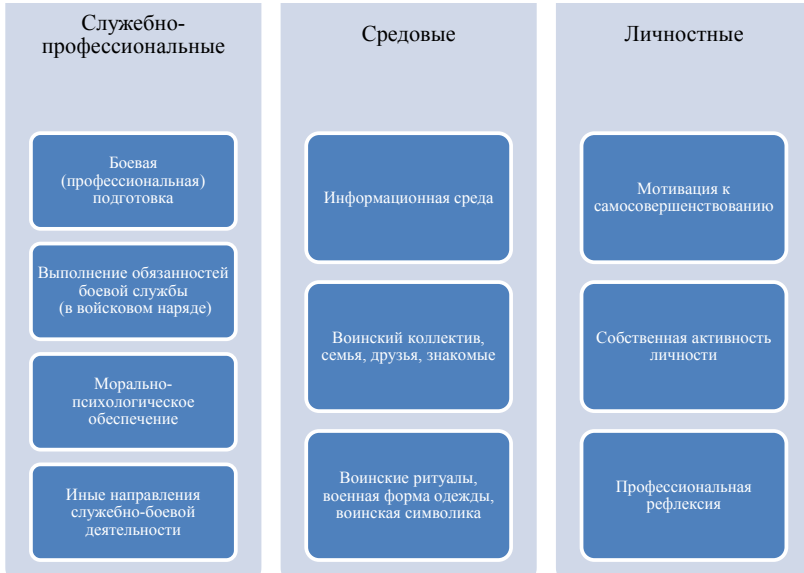 Служебно-
профессиональные
Боевая
(профессиональная)
подготовка
Выполнение обязанностей
боевой службы
(в войсковом наряде)
Морально-
психологическое
обеспечение
Иные направления
служебно-боевой
деятельности
Средовые
Информационная среда
Воинский коллектив,
семья, друзья, знакомые
Воинские ритуалы,
военная форма одежды,
воинская символика
Личностные
Мотивация к
самосовершенствованию
Собственная активность
личности
Профессиональная
рефлексия